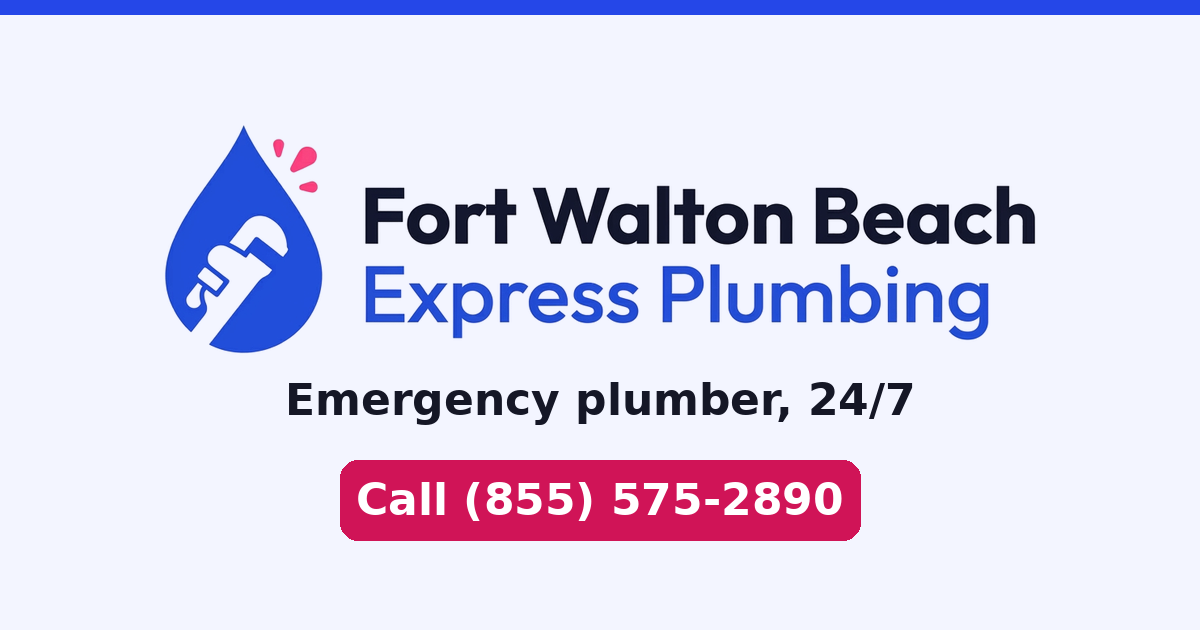 Fort Walton Beach
Express Plumbing
Emergency plumber, 24/7
Call (855) 575-2890